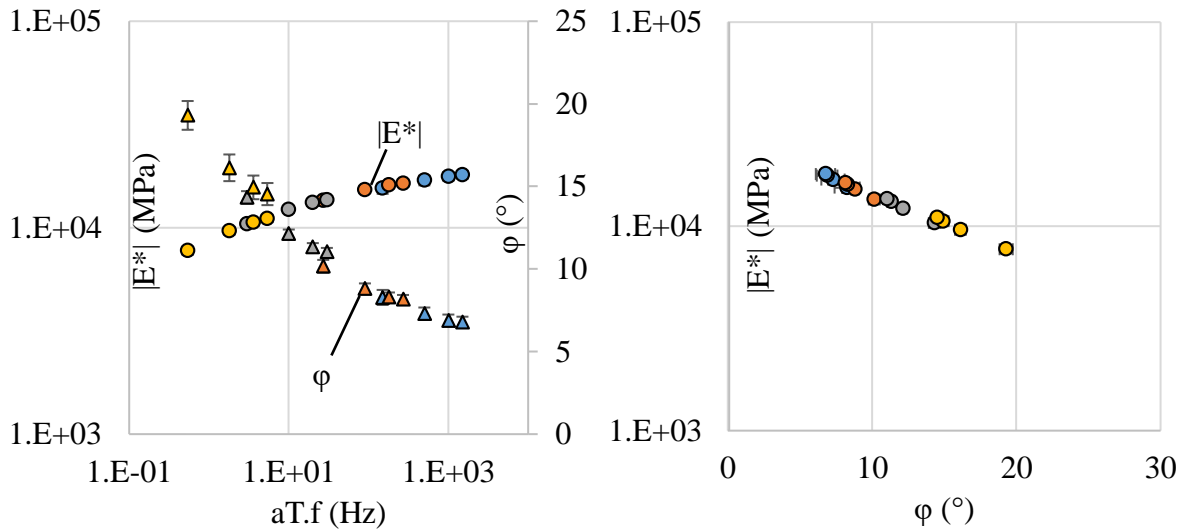 1.E+05
1.E+04
1.E+03
|E*| (MPa)
25
20
15
10
5
0
φ (°)
|E*|
φ
1.E-01
1.E+01
1.E+03
aT.f (Hz)
1.E+05
1.E+04
1.E+03
|E*| (MPa)
0
10
20
30
φ (°)